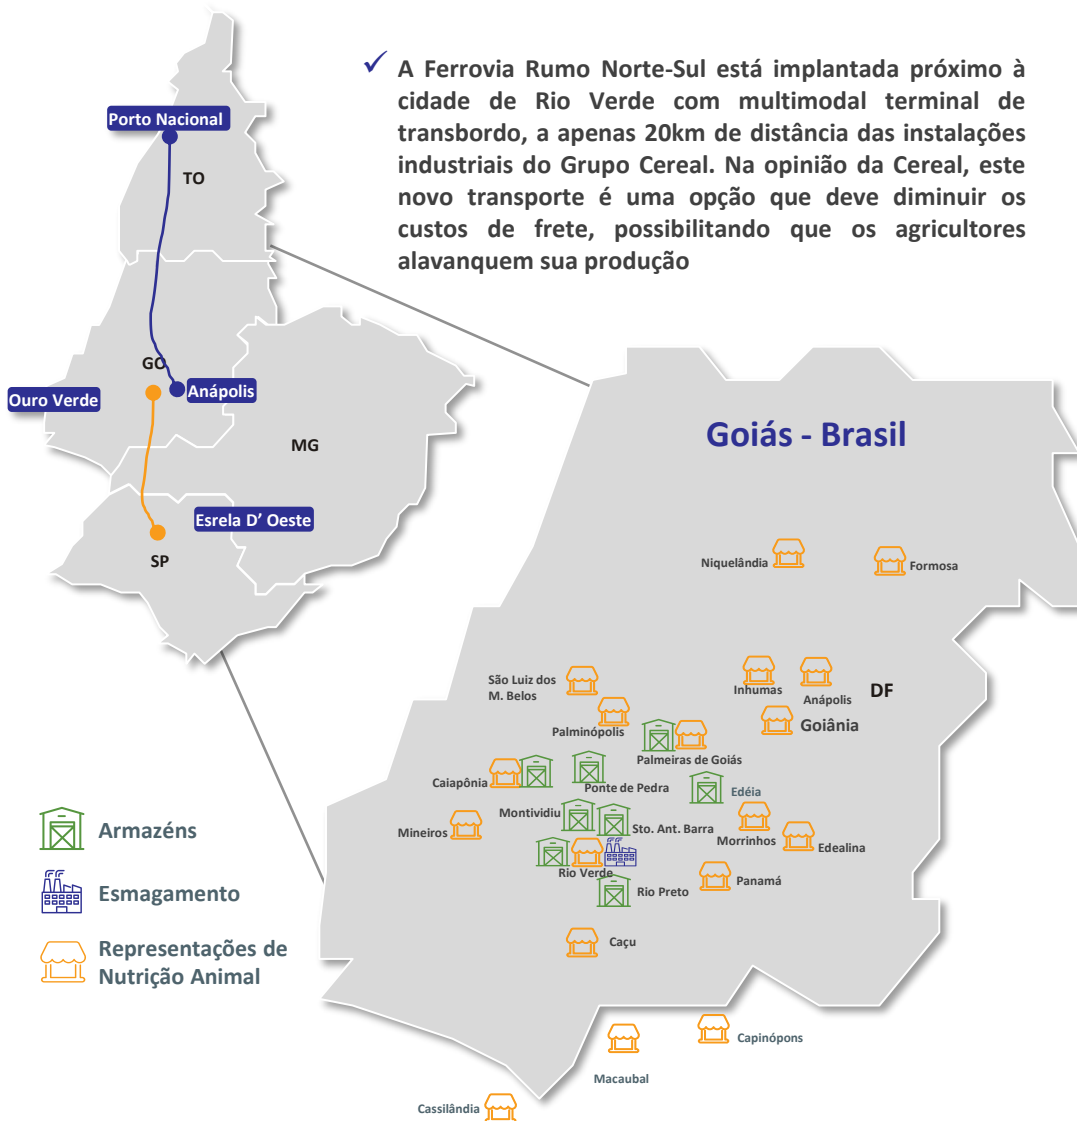 ✓ A Ferrovia Rumo Norte-Sul está implantada próximo à
cidade de Rio Verde com multimodal terminal de
transbordo, a apenas 20km de distância das instalações
industriais do Grupo Cereal. Na opinião da Cereal, este
novo transporte é uma opção que deve diminuir os
custos de frete, possibilitando que os agricultores
alavanquem sua produção
Porto Nacional
TO
GO
Ouro Verde
Anápolis
MG
Esrela D’ Oeste
SP
Goiás - Brasil
Niquelândia
Formosa
São Luiz dos
M. Belos
Inhumas
Anápolis
DF
Palminópolis
Goiânia
Palmeiras de Goiás
Caiapônia
Ponte de Pedra
Edéia
Montividiu
Mineiros
Sto. Ant. Barra
Morrinhos
Edealina
Rio Verde
Panamá
Rio Preto
Caçu
Armazéns
Esmagamento
Representações de
Nutrição Animal
Capinópons
Macaubal
Cassilândia